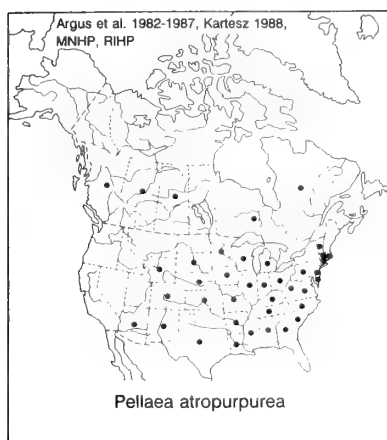 Argus et al. 1982-1987, Kartesz 1988,
MNHP, RIHP
Pellaea atropurpurea